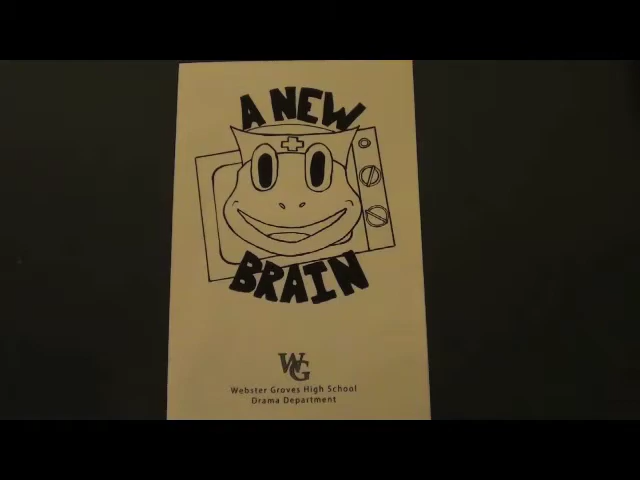 A NEW
BRAIN
WG
Webster Groves High School
Drama Department